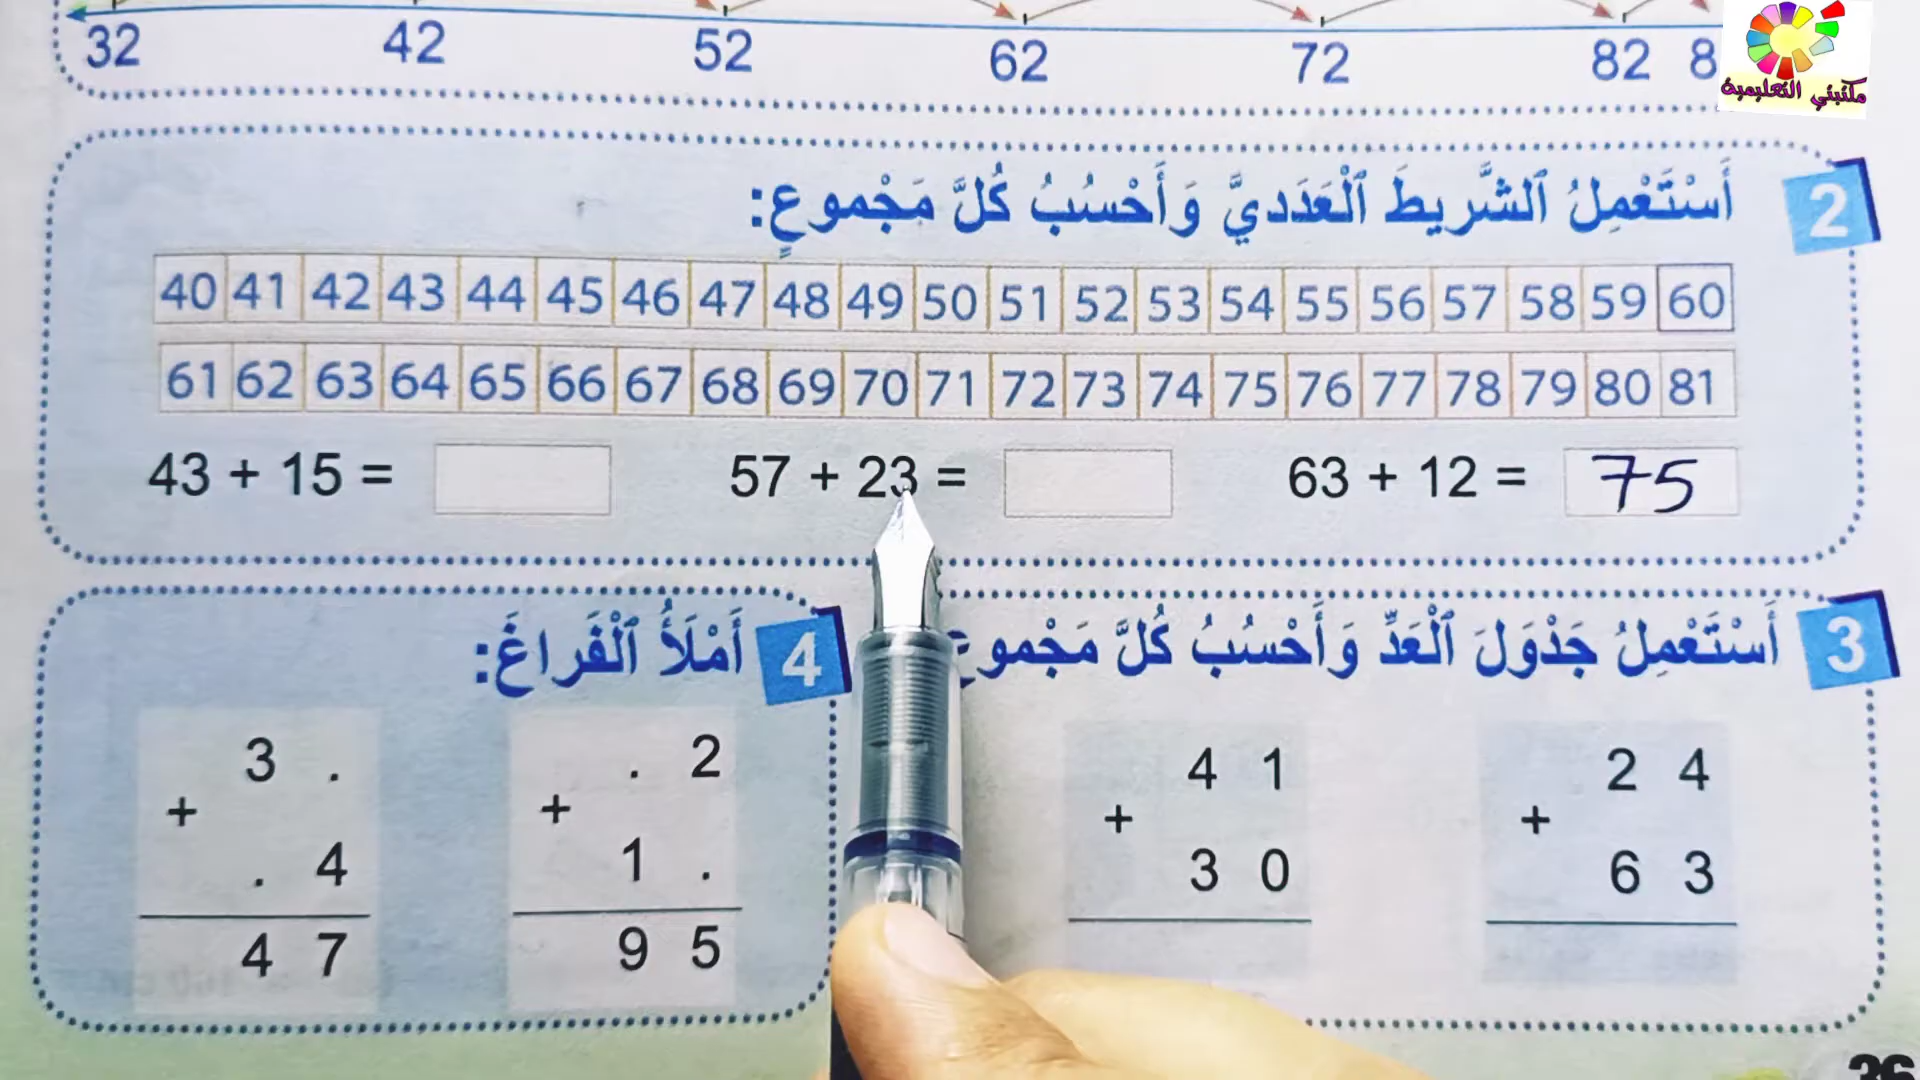 32 42 52 62 72 82 8
مكتبتي التعليمية
2 أَسْتَعْمِلُ ٱلشَّريطَ ٱلْعَدَديَّ وَأَحْسُبُ كُلَّ مَجْموعٍ:
40 41 42 43 44 45 46 47 48 49 50 51 52 53 54 55 56 57 58 59 60
61 62 63 64 65 66 67 68 69 70 71 72 73 74 75 76 77 78 79 80 81
43 + 15 = 57 + 23 = 63 + 12 = 75
3 أَسْتَعْمِلُ جَدْوَلَ ٱلْعَدِّ وَأَحْسُبُ كُلَّ مَجْموع
2 4
+
6 3
4 1
+
3 0
4 أَمْلَأُ ٱلْفَراغَ:
. 2
+
1 .
9 5
3 .
+
. 4
4 7